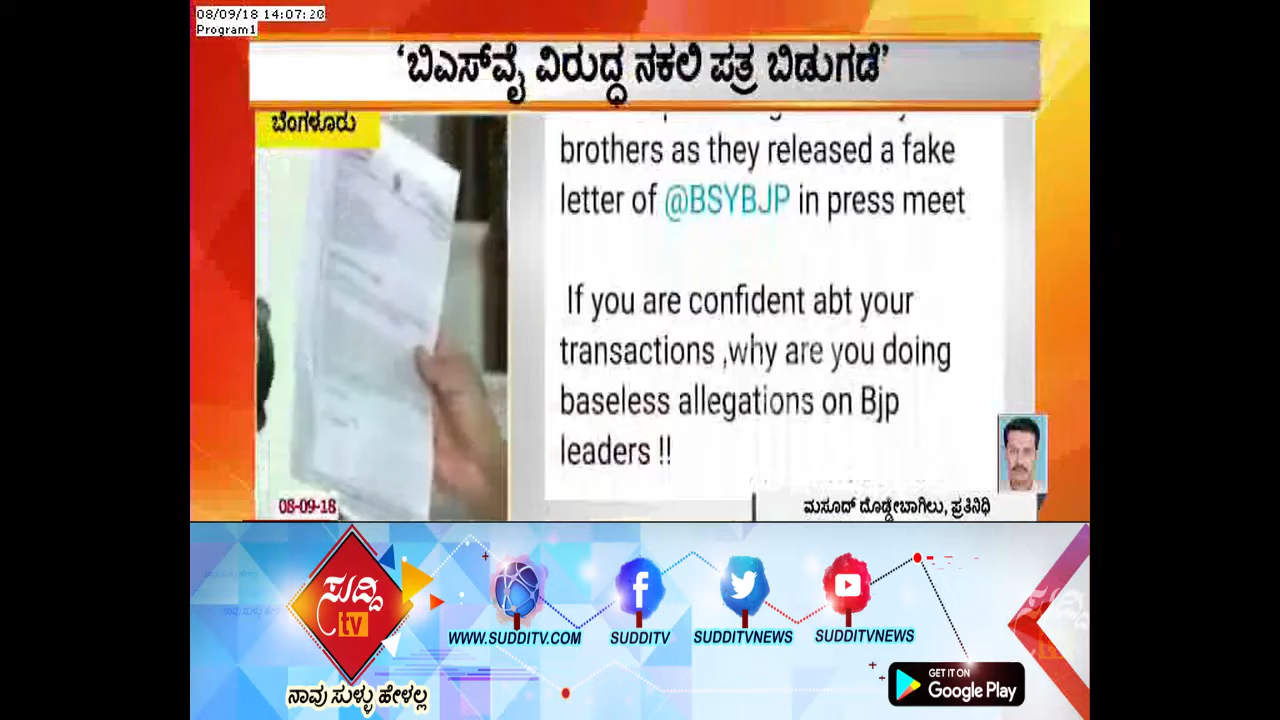 08/09/18 14:07:20
Program1
‘ಬಿಎಸ್‌ವೈ ವಿರುದ್ಧ ನಕಲಿ ಪತ್ರ ಬಿಡುಗಡೆ’
ಬೆಂಗಳೂರು
brothers as they released a fake
letter of @BSYBJP in press meet
If you are confident abt your
transactions ,why are you doing
baseless allegations on Bjp
leaders !!
08-09-18
ಮಸೂದ್ ದೊಡ್ಡೇಬಾಗಿಲು, ಪ್ರತಿನಿಧಿ
ಸುದ್ದಿ
tv
ನಾವು ಸುಳ್ಳು ಹೇಳಲ್ಲ
WWW.SUDDITV.COM
SUDDITV
SUDDITVNEWS
SUDDITVNEWS
GET IT ON
Google Play